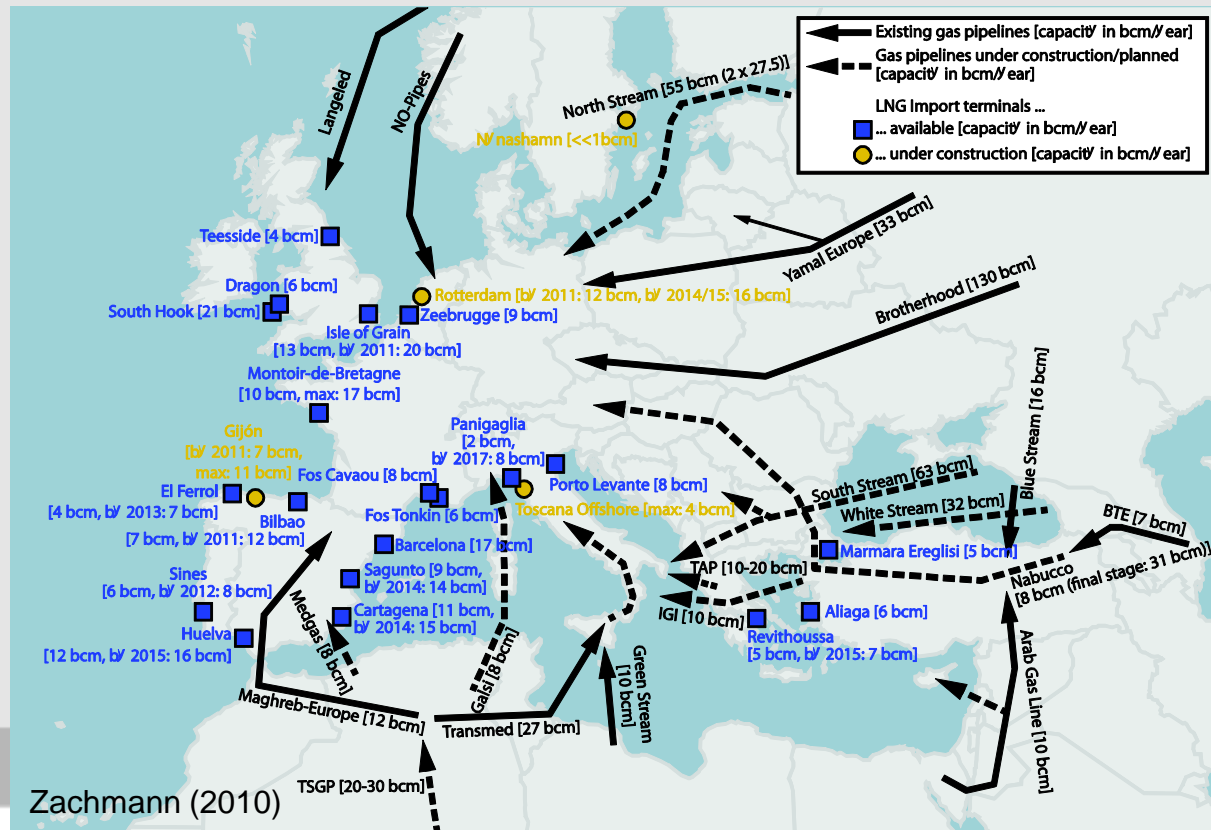 Existing gas pipelines [capacity in bcm/year]
Gas pipelines under construction/planned
[capacity in bcm/year]
LNG Import terminals ...
... available [capacity in bcm/year]
... under construction [capacity in bcm/year]
Langeled
NO-Pipes
North Stream [55 bcm (2 x 27.5)]
Nynashamn [<<1bcm]
Teesside [4 bcm]
Yamal Europe [33 bcm]
Dragon [6 bcm]
South Hook [21 bcm]
Rotterdam [by 2011: 12 bcm, by 2014/15: 16 bcm]
Zeebrugge [9 bcm]
Brotherhood [130 bcm]
Isle of Grain
[13 bcm, by 2011: 20 bcm]
Montoir-de-Bretagne
[10 bcm, max: 17 bcm]
Gijón
[by 2011: 7 bcm,
max: 11 bcm]
Panigaglia
[2 bcm,
by 2017: 8 bcm]
Porto Levante [8 bcm]
Toscana Offshore [max: 4 bcm]
Fos Cavaou [8 bcm]
Fos Tonkin [6 bcm]
El Ferrol
[4 bcm, by 2013: 7 bcm]
Bilbao
[7 bcm, by 2011: 12 bcm]
Blue Stream [16 bcm]
South Stream [63 bcm]
White Stream [32 bcm]
BTE [7 bcm]
Barcelona [17 bcm]
Marmara Ereglisi [5 bcm]
Nabucco
[8 bcm (final stage: 31 bcm)]
Sines
[6 bcm, by 2012: 8 bcm]
Sagunto [9 bcm,
by 2014: 14 bcm]
TAP [10-20 bcm]
IGI [10 bcm]
Cartagena [11 bcm,
by 2014: 15 bcm]
Aliaga [6 bcm]
Revithoussa
[5 bcm, by 2015: 7 bcm]
Huelva
[12 bcm, by 2015: 16 bcm]
Medgas [8 bcm]
Galsi [8 bcm]
Green Stream
[10 bcm]
Arab Gas Line [10 bcm]
Maghreb-Europe [12 bcm]
Transmed [27 bcm]
TSGP [20-30 bcm]
Zachmann (2010)